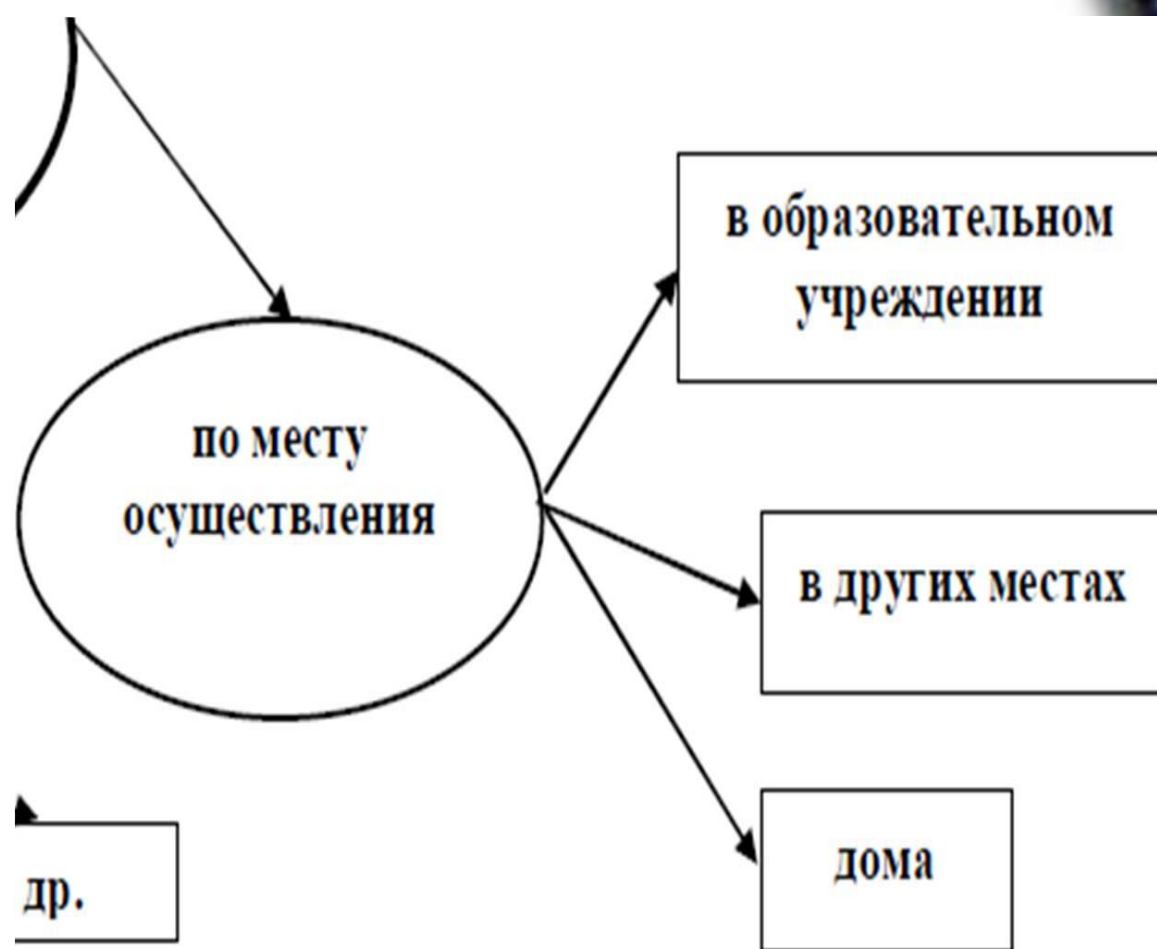 в образовательном
учреждении
по месту
осуществления
в других местах
дома
др.